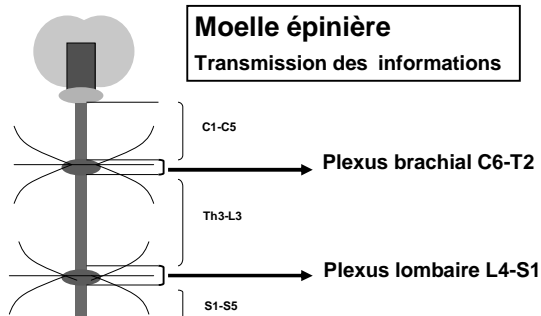 Moelle épinière
Transmission des informations
C1-C5
Plexus brachial C6-T2
Th3-L3
Plexus lombaire L4-S1
S1-S5